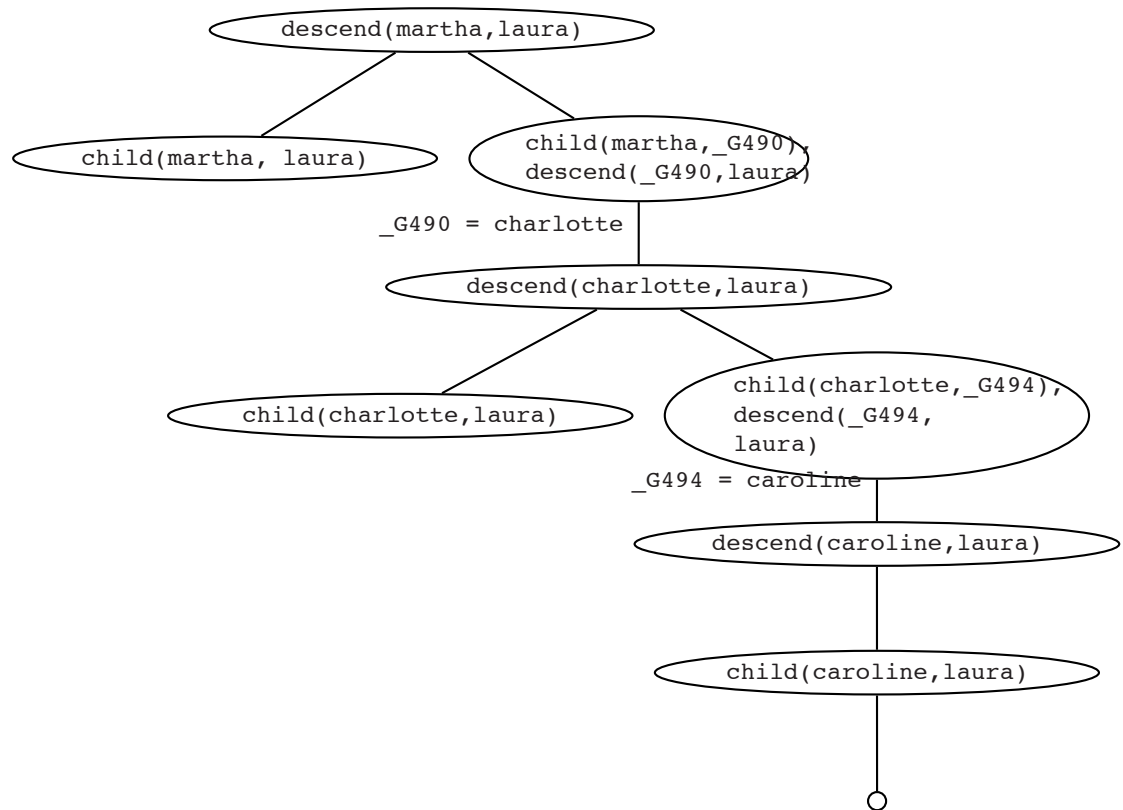 descend(martha,laura)
child(martha, laura)
child(martha,_G490),
descend(_G490,laura)
_G490 = charlotte
descend(charlotte,laura)
child(charlotte,laura)
child(charlotte,_G494),
descend(_G494,
laura)
_G494 = caroline
descend(caroline,laura)
child(caroline,laura)